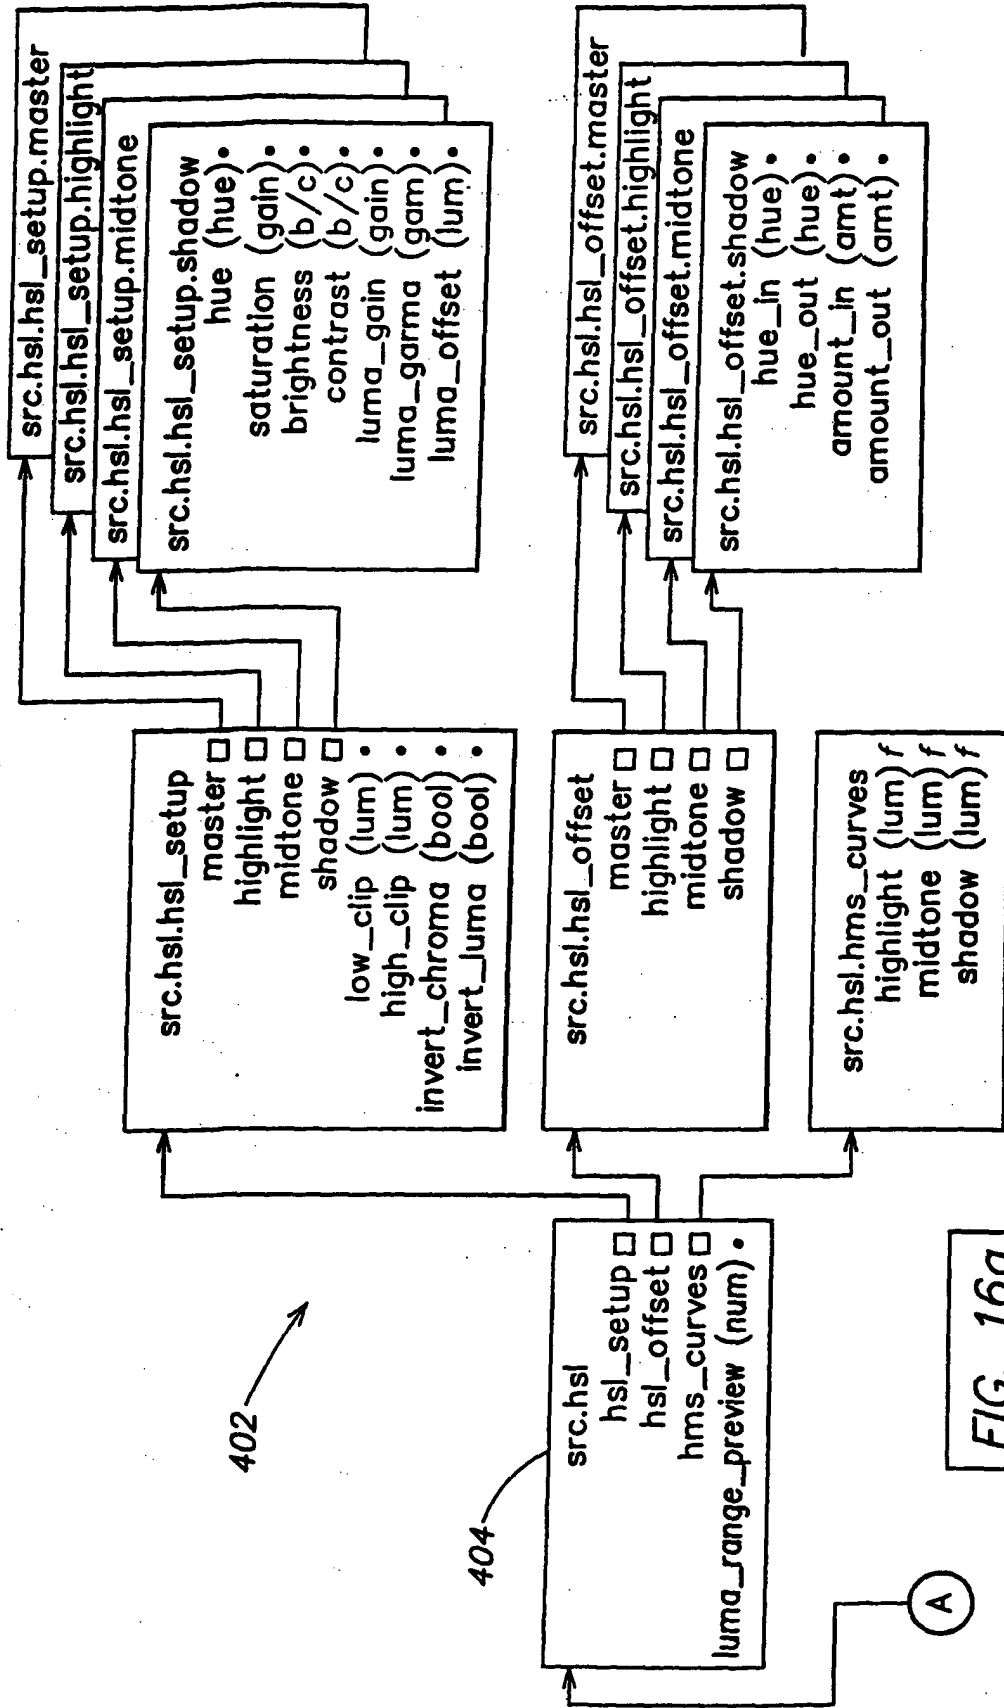 402
404
A
src.hsl
hsl_setup
hsl_offset
hms_curves
luma_range_preview (num)
src.hsl.hsl_setup
master
highlight
midtone
shadow
low_clip (lum)
high_clip (lum)
invert_chroma (bool)
invert_luma (bool)
src.hsl.hsl_offset
master
highlight
midtone
shadow
src.hsl.hms_curves
highlight (lum) f
midtone (lum) f
shadow (lum) f
src.hsl.hsl_setup.master
src.hsl.hsl_setup.highlight
src.hsl.hsl_setup.midtone
src.hsl.hsl_setup.shadow
hue (hue)
saturation (gain)
brightness (b/c)
contrast (b/c)
luma_gain (gain)
luma_garma (gam)
luma_offset (lum)
src.hsl.hsl_offset.master
src.hsl.hsl_offset.highlight
src.hsl.hsl_offset.midtone
src.hsl.hsl_offset.shadow
hue_in (hue)
hue_out (hue)
amount_in (amt)
amount_out (amt)
FIG. 16a